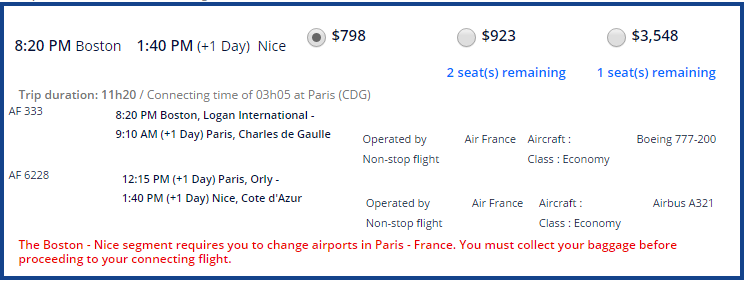 8:20 PM Boston 1:40 PM (+1 Day) Nice $798 $923 $3,548
2 seat(s) remaining 1 seat(s) remaining
Trip duration: 11h20 / Connecting time of 03h05 at Paris (CDG)
AF 333 8:20 PM Boston, Logan International -
9:10 AM (+1 Day) Paris, Charles de Gaulle
Operated by Air France Aircraft : Boeing 777-200
Non-stop flight Class : Economy
AF 6228 12:15 PM (+1 Day) Paris, Orly -
1:40 PM (+1 Day) Nice, Cote d'Azur
Operated by Air France Aircraft : Airbus A321
Non-stop flight Class : Economy
The Boston - Nice segment requires you to change airports in Paris - France. You must collect your baggage before
proceeding to your connecting flight.